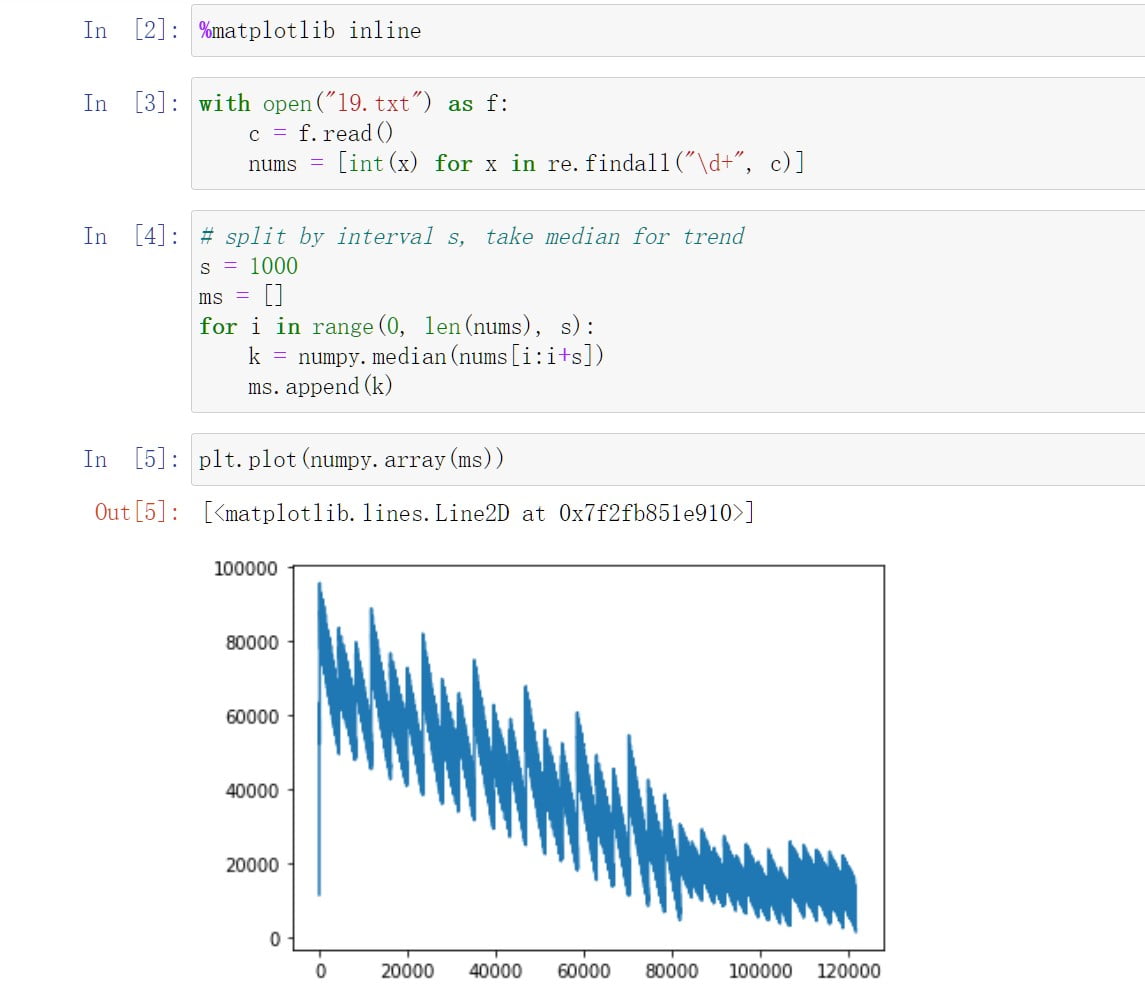 In [2]: %matplotlib inline
In [3]: with open("19.txt") as f:
    c = f.read()
    nums = [int(x) for x in re.findall("\d+", c)]
In [4]: # split by interval s, take median for trend
s = 1000
ms = []
for i in range(0, len(nums), s):
    k = numpy.median(nums[i:i+s])
    ms.append(k)
In [5]: plt.plot(numpy.array(ms))
Out[5]: [<matplotlib.lines.Line2D at 0x7f2fb851e910>]
100000
80000
60000
40000
20000
0
0 20000 40000 60000 80000 100000 120000